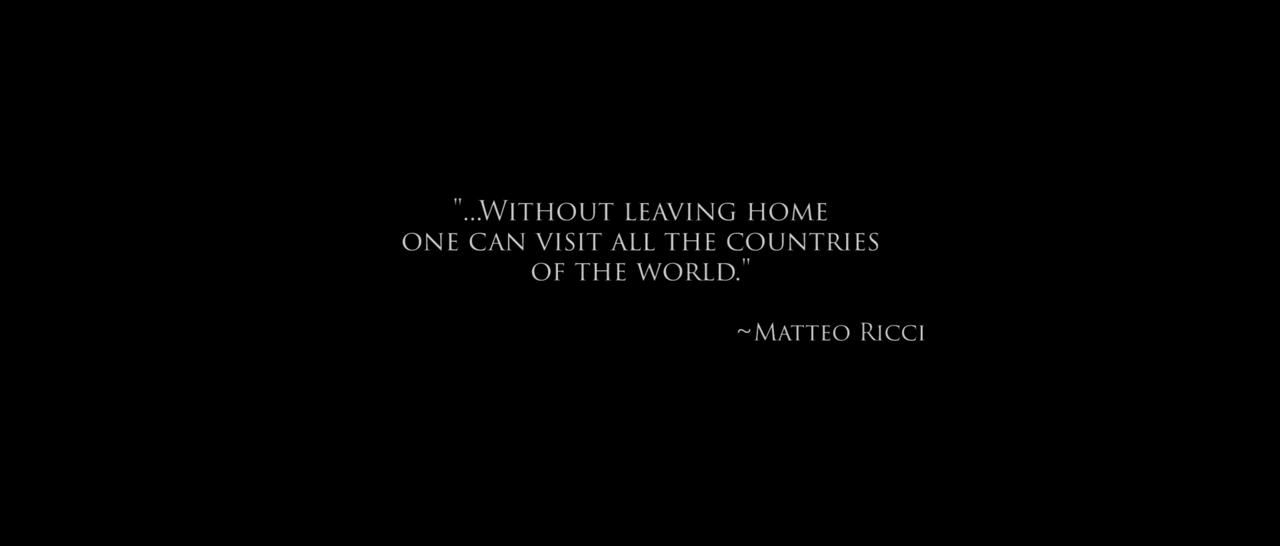 "...Without leaving home
one can visit all the countries
of the world."
~Matteo Ricci